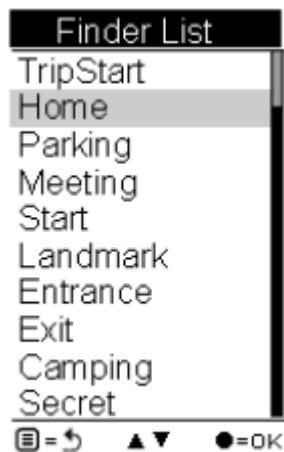 Finder List
TripStart
Home
Parking
Meeting
Start
Landmark
Entrance
Exit
Camping
Secret
= ▲▼ ●=OK